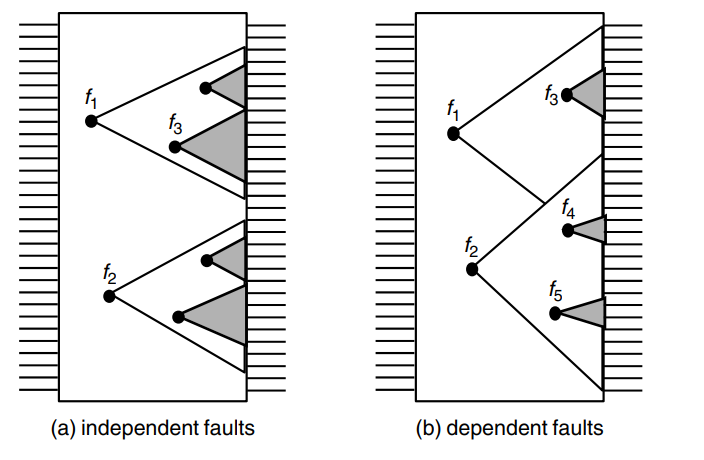 f1
f3
f2
(a) independent faults
f1
f3
f4
f2
f5
(b) dependent faults